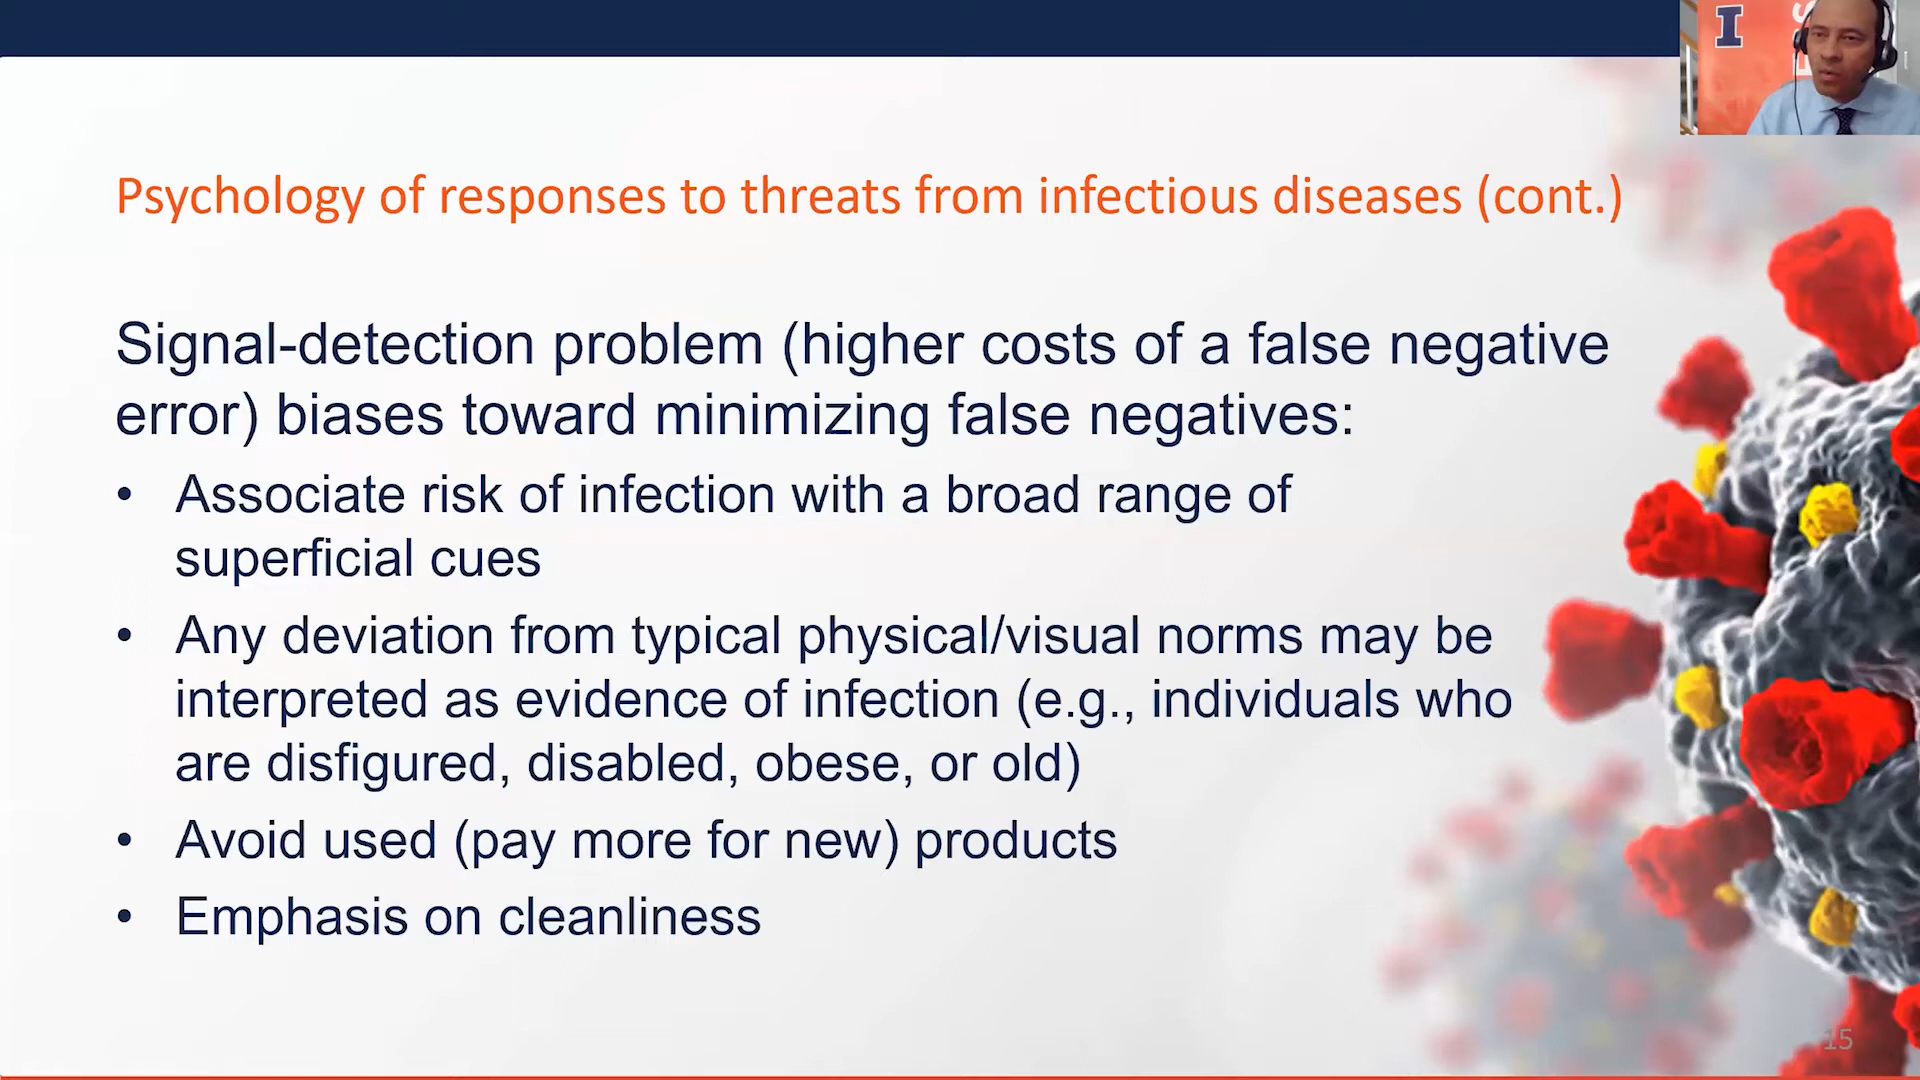 I
Psychology of responses to threats from infectious diseases (cont.)
Signal-detection problem (higher costs of a false negative
error) biases toward minimizing false negatives:
• Associate risk of infection with a broad range of
superficial cues
• Any deviation from typical physical/visual norms may be
interpreted as evidence of infection (e.g., individuals who
are disfigured, disabled, obese, or old)
• Avoid used (pay more for new) products
• Emphasis on cleanliness
15